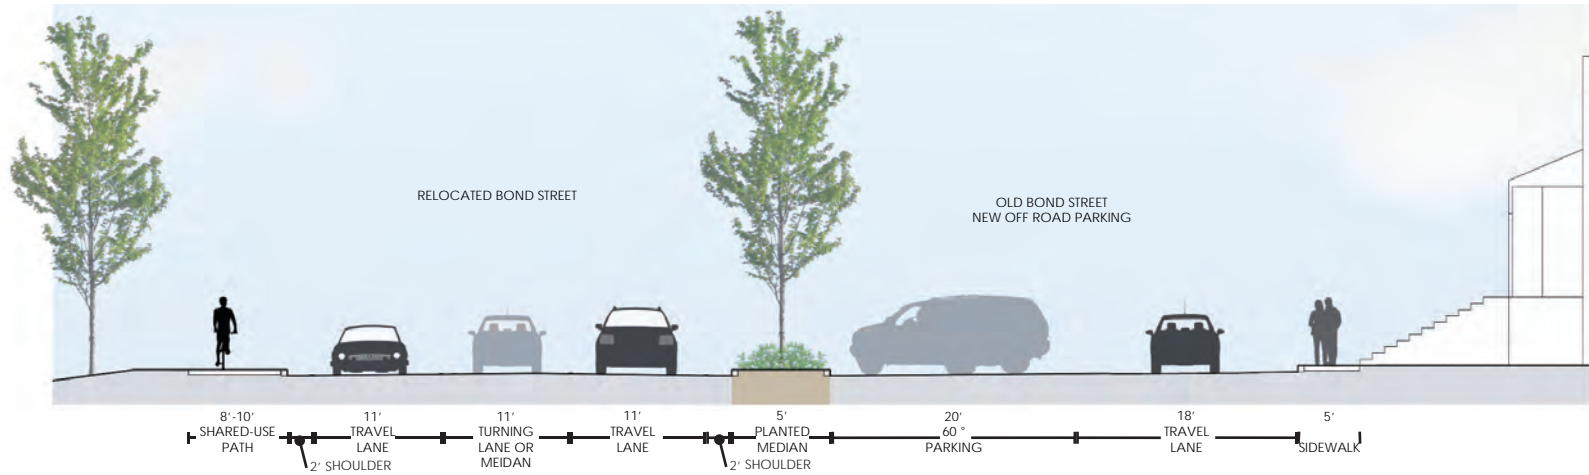 RELOCATED BOND STREET
OLD BOND STREET
NEW OFF ROAD PARKING
8'-10'
SHARED-USE
PATH
2' SHOULDER
11'
TRAVEL
LANE
11'
TURNING
LANE OR
MEIDAN
11'
TRAVEL
LANE
2' SHOULDER
5'
PLANTED
MEDIAN
20'
60 °
PARKING
18'
TRAVEL
LANE
5'
SIDEWALK